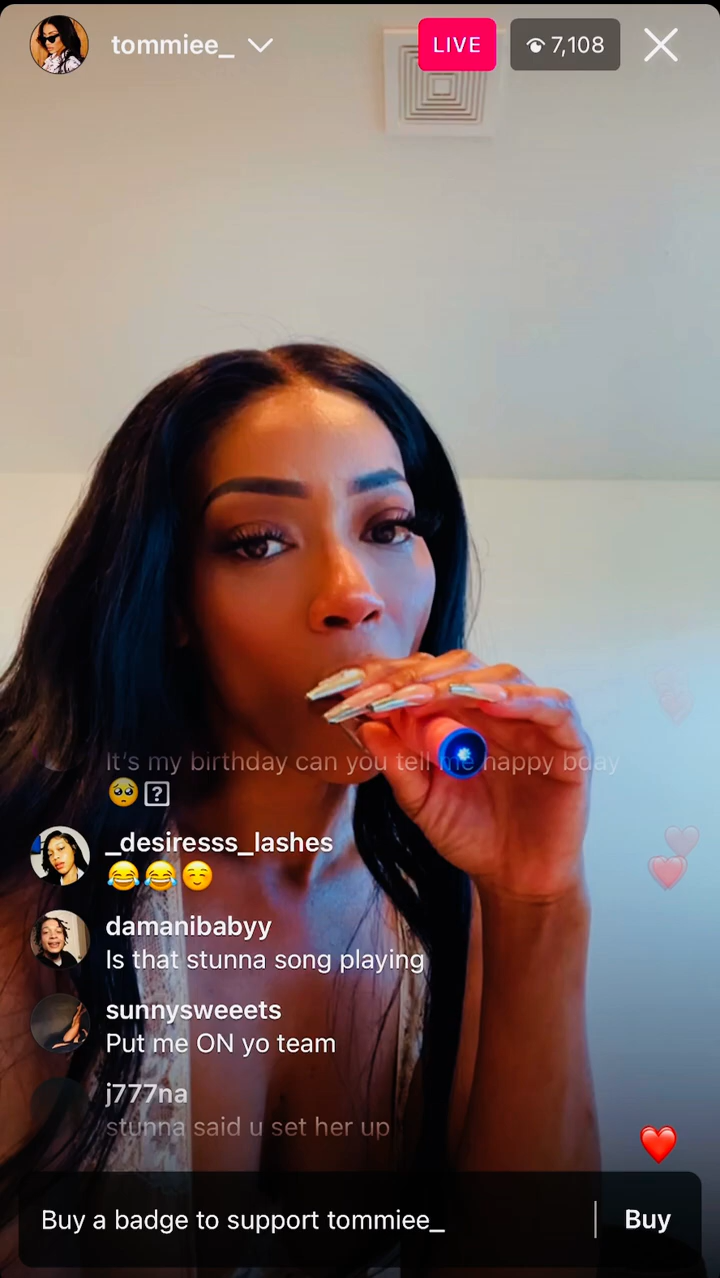 tommiee_
LIVE
7,108
It's my birthday can you tell me happy bday
🥺
_desiresss_lashes
😂😂☺️
damanibabyy
Is that stunna song playing
sunnysweeets
Put me ON yo team
j777na
stunna said u set her up
Buy a badge to support tommiee_
Buy